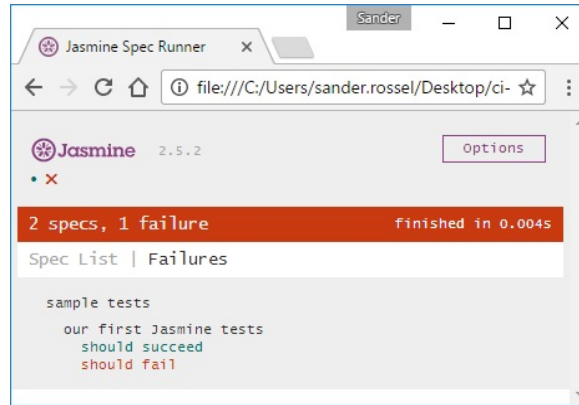 Sander
Jasmine Spec Runner
file:///C:/Users/sander.rossel/Desktop/ci-
Jasmine 2.5.2
Options
2 specs, 1 failure finished in 0.004s
Spec List | Failures
sample tests
our first Jasmine tests
should succeed
should fail